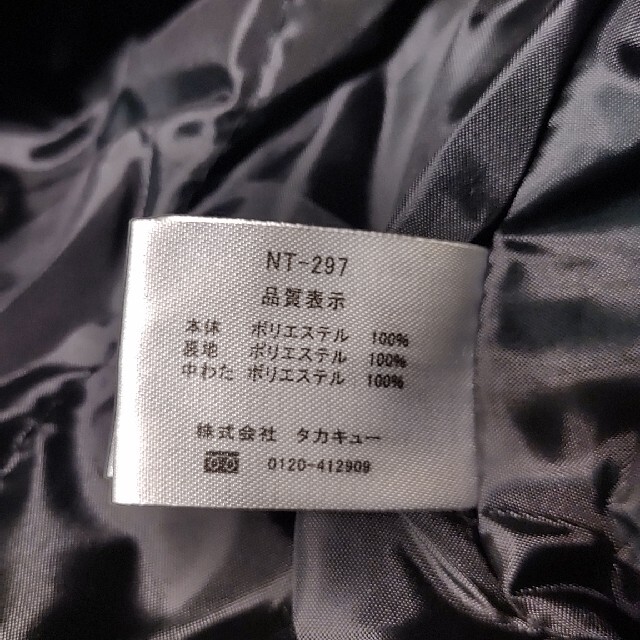 NT-297
品質表示
本体 ポリエステル 100%
裏地 ポリエステル 100%
中わた ポリエステル 100%
株式会社 タカキュー
0120-412909